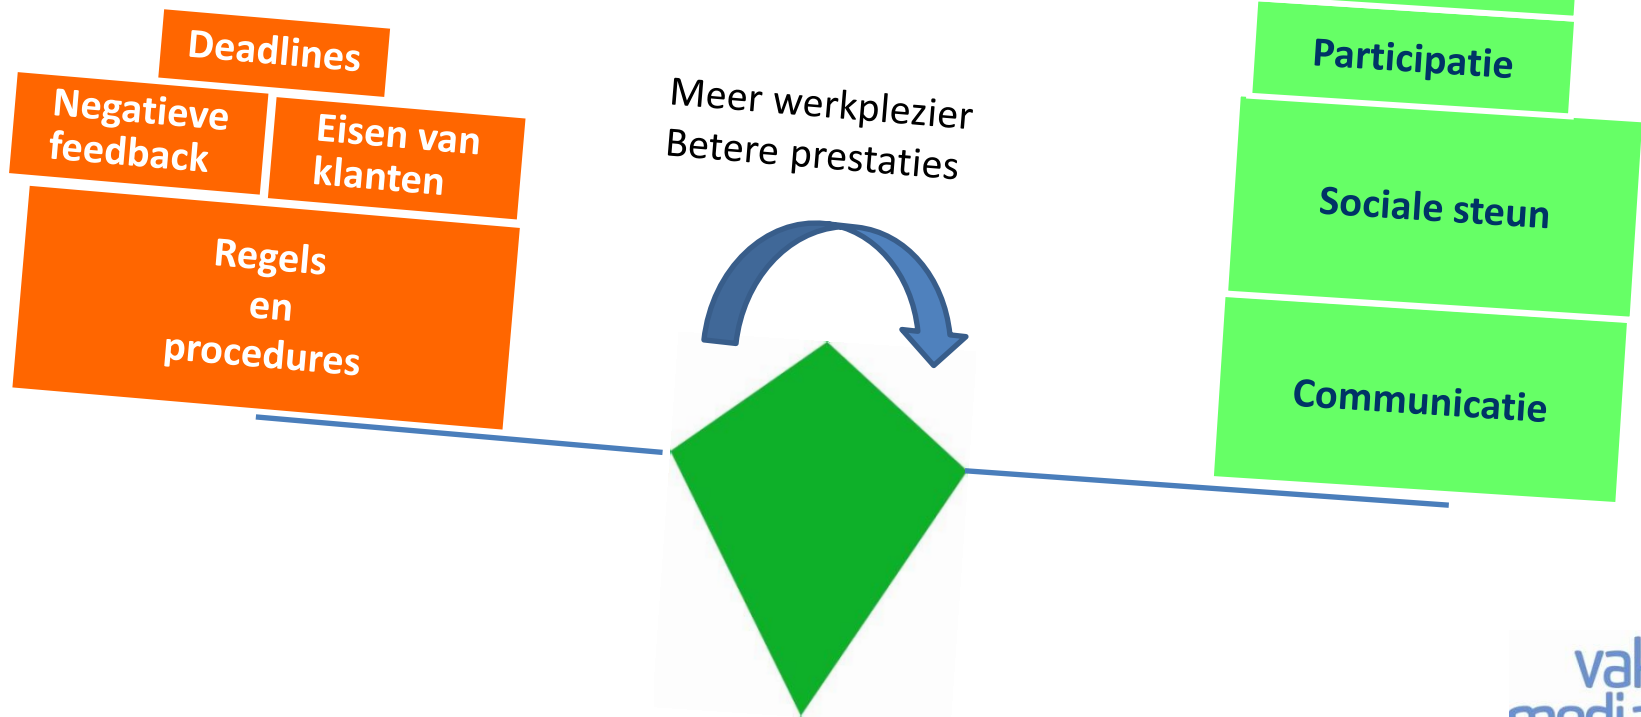 Deadlines
Negatieve
feedback
Eisen van
klanten
Regels
en
procedures
Meer werkplezier
Betere prestaties
Participatie
Sociale steun
Communicatie